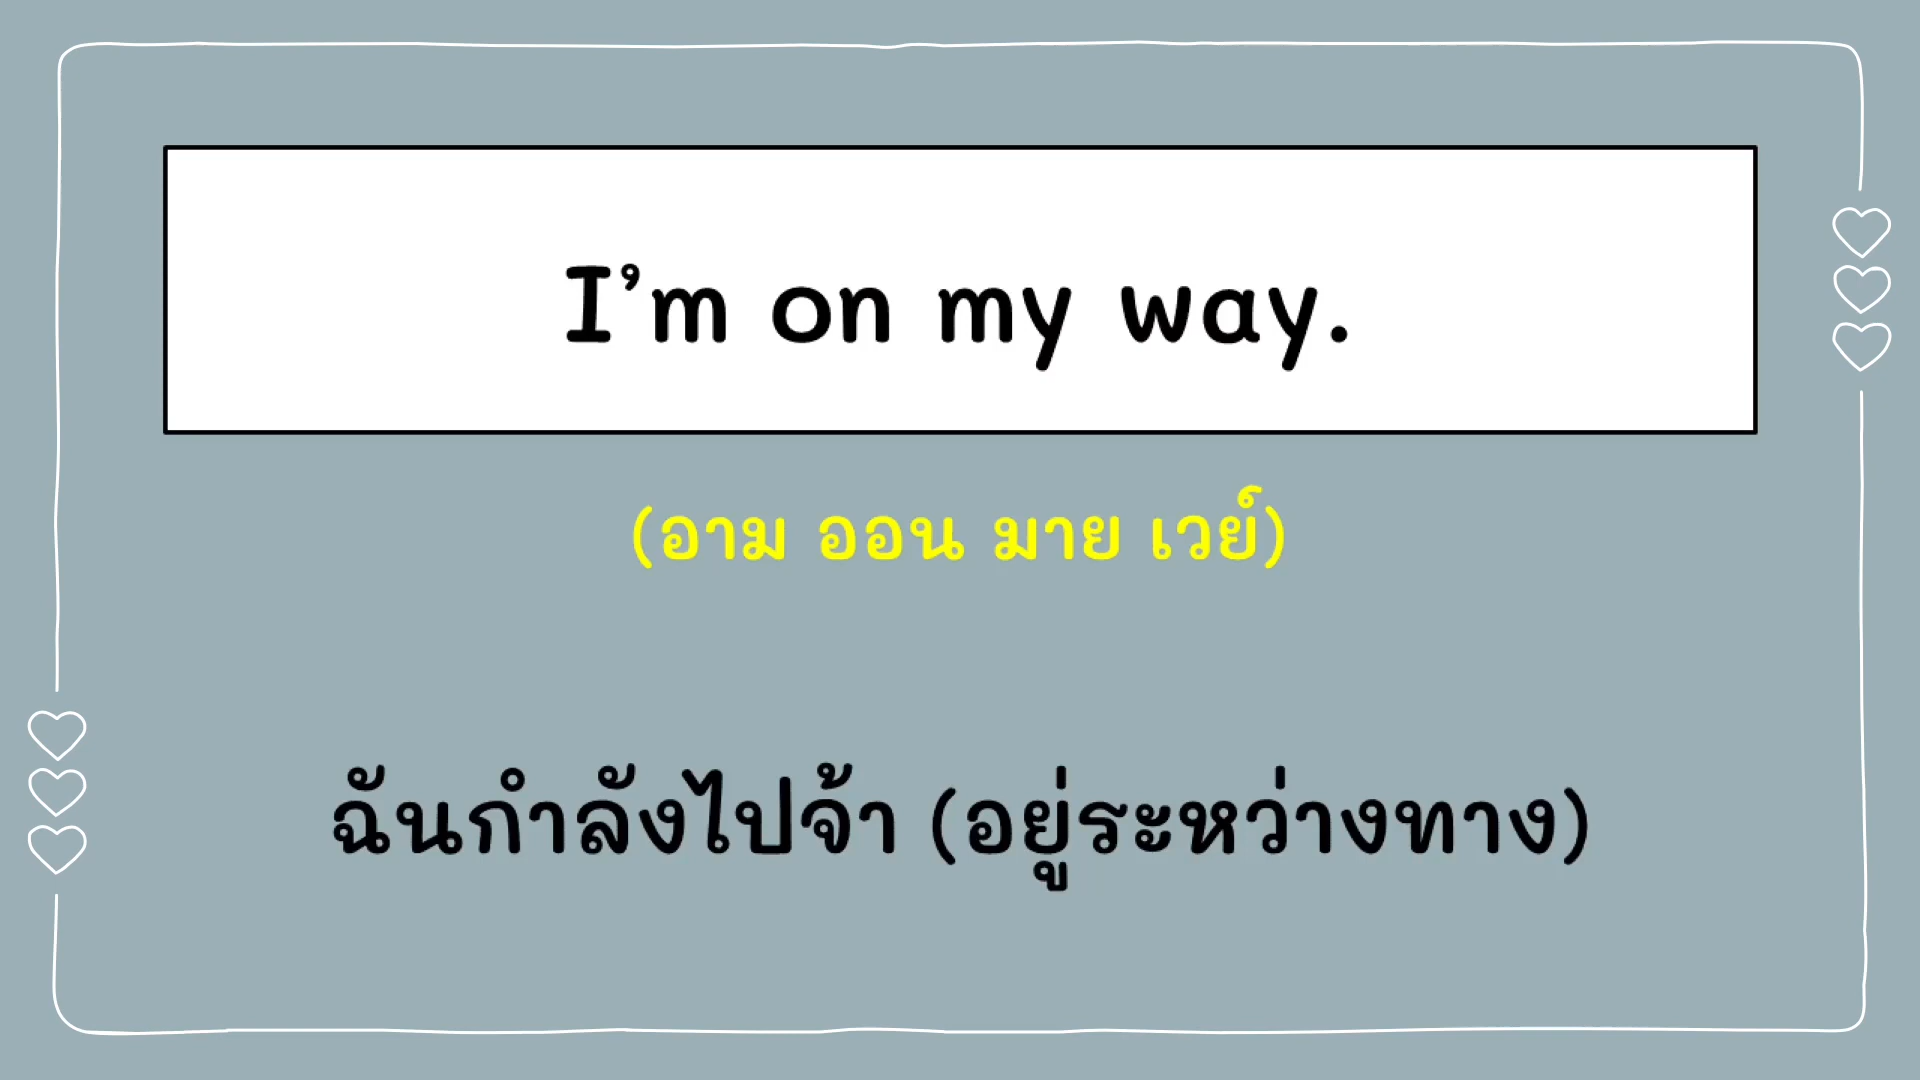 I’m on my way.
(อาม ออน มาย เวย์)
ฉันกำลังไปจ้า (อยู่ระหว่างทาง)